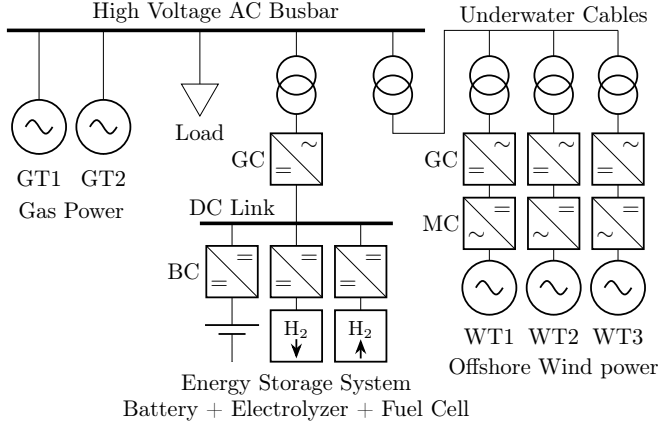 High Voltage AC Busbar
Underwater Cables
GT1 GT2
Gas Power
Load
GC
GC
MC
DC Link
BC
H2
H2
WT1 WT2 WT3
Offshore Wind power
Energy Storage System
Battery + Electrolyzer + Fuel Cell